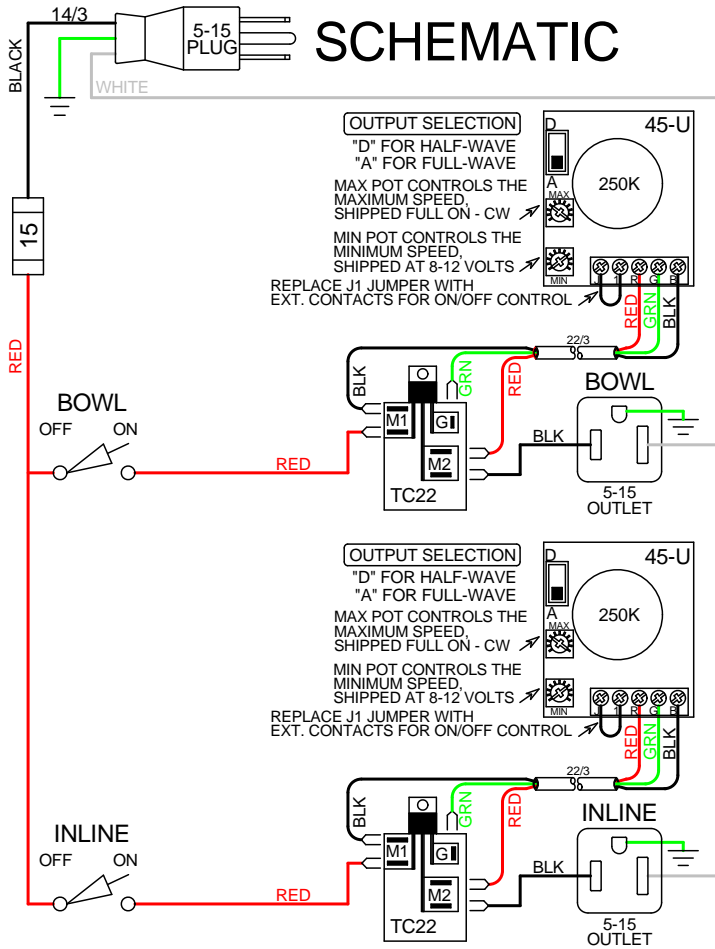 SCHEMATIC
14/3
5-15
PLUG
BLACK
WHITE
15
RED
OUTPUT SELECTION
"D" FOR HALF-WAVE
"A" FOR FULL-WAVE
MAX POT CONTROLS THE
MAXIMUM SPEED,
SHIPPED FULL ON - CW
MIN POT CONTROLS THE
MINIMUM SPEED,
SHIPPED AT 8-12 VOLTS
REPLACE J1 JUMPER WITH
EXT. CONTACTS FOR ON/OFF CONTROL
D
45-U
A
MAX
250K
MIN
J 1 R G B
RED
GRN
BLK
22/3
BLK
GRN
RED
BOWL
OFF ON
RED
M1
G
M2
TC22
BLK
BOWL
5-15
OUTLET
OUTPUT SELECTION
"D" FOR HALF-WAVE
"A" FOR FULL-WAVE
MAX POT CONTROLS THE
MAXIMUM SPEED,
SHIPPED FULL ON - CW
MIN POT CONTROLS THE
MINIMUM SPEED,
SHIPPED AT 8-12 VOLTS
REPLACE J1 JUMPER WITH
EXT. CONTACTS FOR ON/OFF CONTROL
D
45-U
A
MAX
250K
MIN
J 1 R G B
RED
GRN
BLK
22/3
BLK
GRN
RED
INLINE
OFF ON
RED
M1
G
M2
TC22
BLK
INLINE
5-15
OUTLET